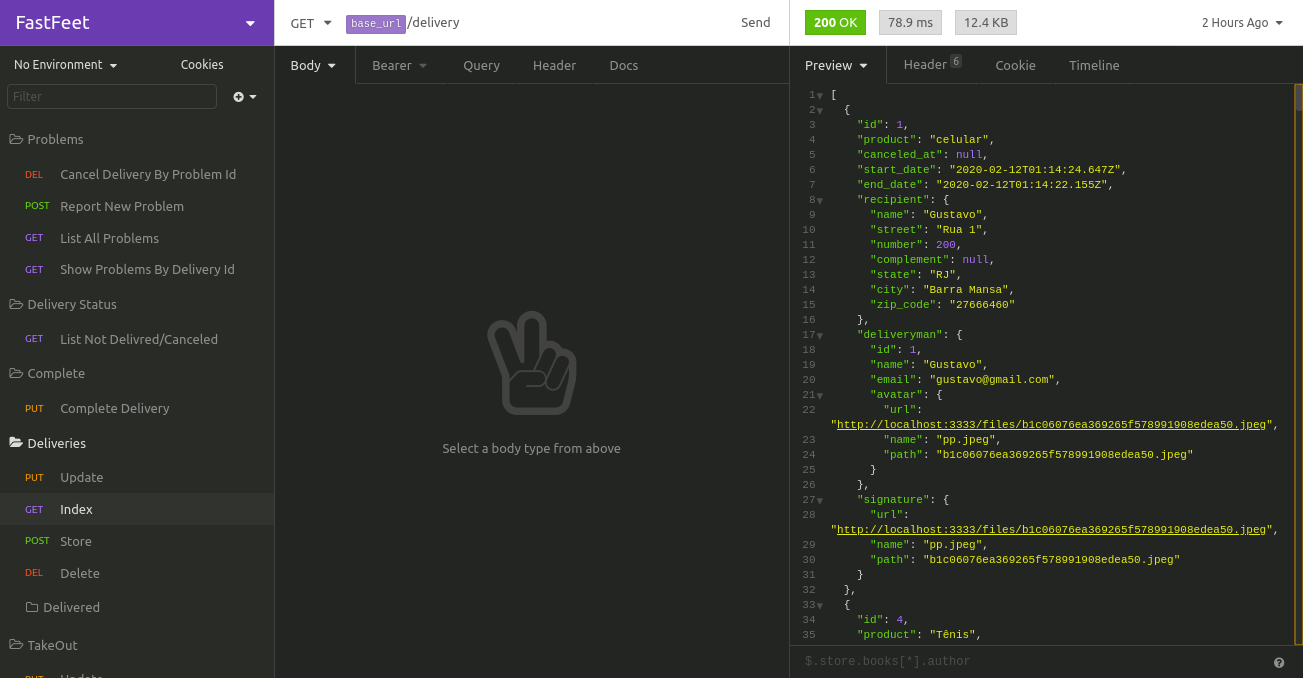 FastFeet
GET base_url/delivery Send
200 OK 78.9 ms 12.4 KB 2 Hours Ago
No Environment Cookies
Filter
Problems
DEL Cancel Delivery By Problem Id
POST Report New Problem
GET List All Problems
GET Show Problems By Delivery Id
Delivery Status
GET List Not Delivred/Canceled
Complete
PUT Complete Delivery
Deliveries
PUT Update
GET Index
POST Store
DEL Delete
Delivered
TakeOut
PUT Update
Body Bearer Query Header Docs
Select a body type from above
Preview Header 6 Cookie Timeline
1 [
2 {
3 "id": 1,
4 "product": "celular",
5 "canceled_at": null,
6 "start_date": "2020-02-12T01:14:24.647Z",
7 "end_date": "2020-02-12T01:14:22.155Z",
8 "recipient": {
9 "name": "Gustavo",
10 "street": "Rua 1",
11 "number": 200,
12 "complement": null,
13 "state": "RJ",
14 "city": "Barra Mansa",
15 "zip_code": "27666460"
16 },
17 "deliveryman": {
18 "id": 1,
19 "name": "Gustavo",
20 "email": "gustavo@gmail.com",
21 "avatar": {
22 "url":
"http://localhost:3333/files/b1c06076ea369265f578991908edea50.jpeg",
23 "name": "pp.jpeg",
24 "path": "b1c06076ea369265f578991908edea50.jpeg"
25 }
26 },
27 "signature": {
28 "url":
"http://localhost:3333/files/b1c06076ea369265f578991908edea50.jpeg",
29 "name": "pp.jpeg",
30 "path": "b1c06076ea369265f578991908edea50.jpeg"
31 }
32 },
33 {
34 "id": 4,
35 "product": "Tênis",
$.store.books[*].author